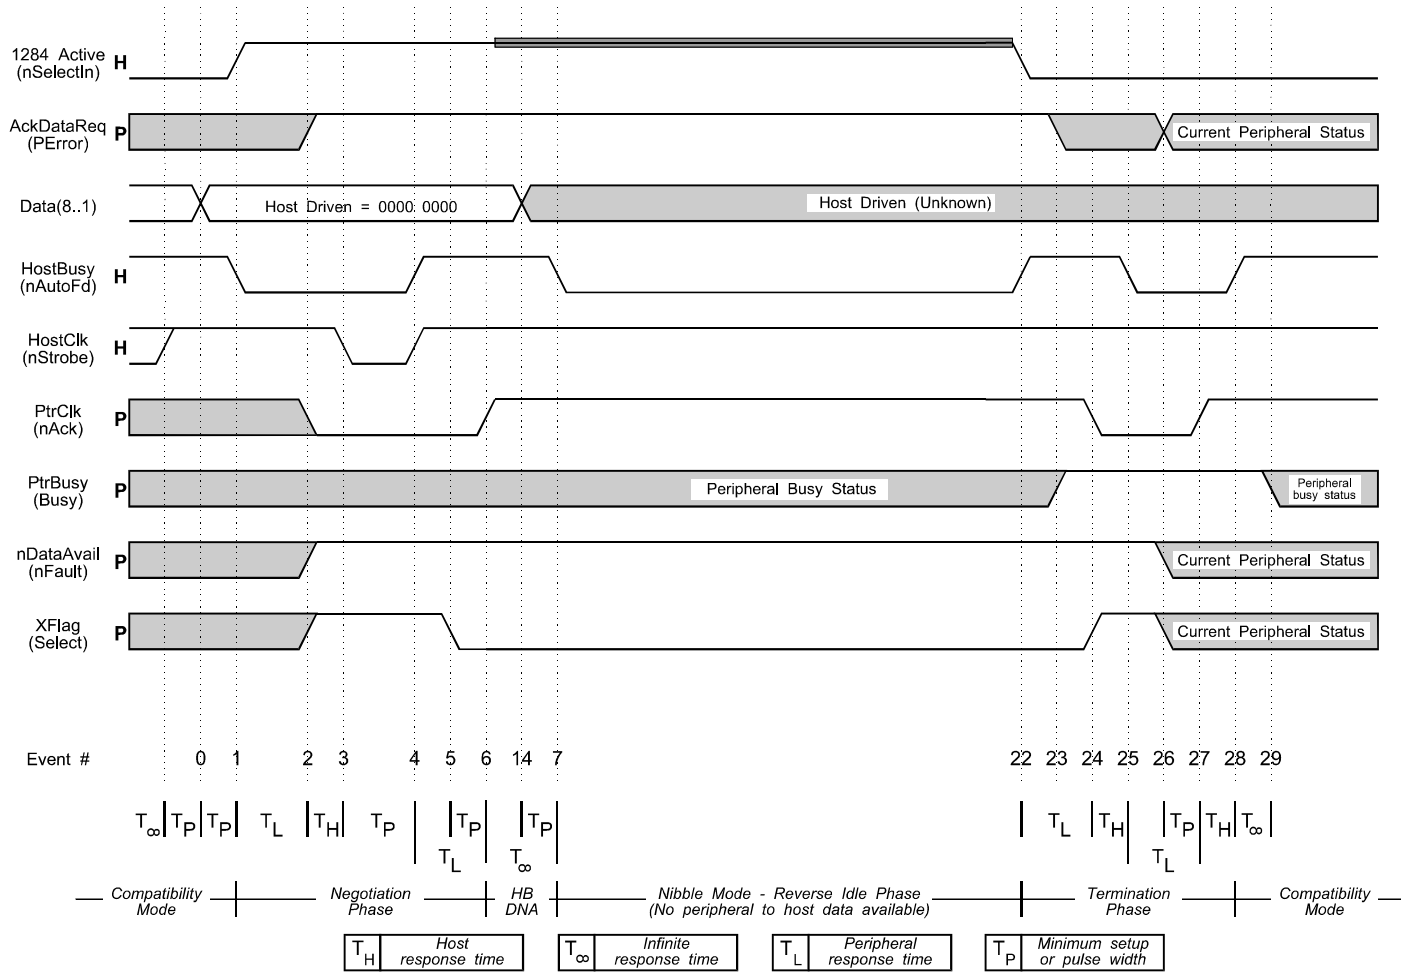 1284 Active
(nSelectIn)
H
AckDataReq
(PError)
P
Current Peripheral Status
Data(8..1)
Host Driven = 0000 0000
Host Driven (Unknown)
HostBusy
(nAutoFd)
H
HostClk
(nStrobe)
H
PtrClk
(nAck)
P
PtrBusy
(Busy)
P
Peripheral Busy Status
Peripheral
busy status
nDataAvail
(nFault)
P
Current Peripheral Status
XFlag
(Select)
P
Current Peripheral Status
Event # 0 1 2 3 4 5 6 14 7 22 23 24 25 26 27 28 29
T∞ TP TP TL TH TP TP TP TL TH TP TH T∞
TL T∞ TL
Compatibility
Mode
Negotiation
Phase
HB
DNA
Nibble Mode - Reverse Idle Phase
(No peripheral to host data available)
Termination
Phase
Compatibility
Mode
TH
Host
response time
T∞
Infinite
response time
TL
Peripheral
response time
TP
Minimum setup
or pulse width